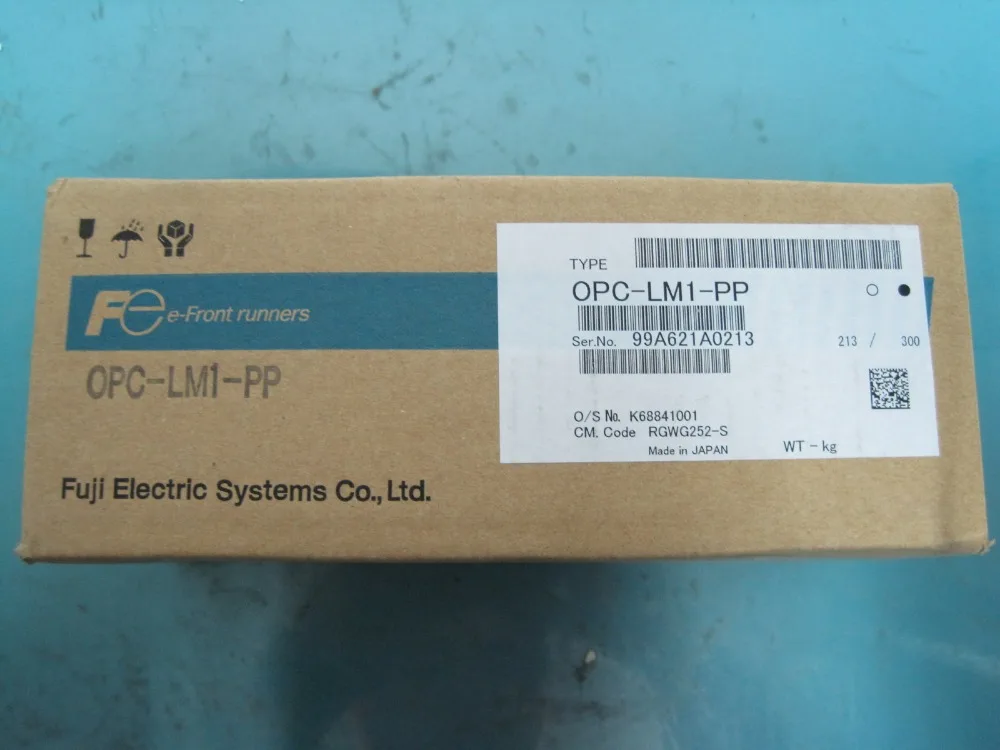 Fe e-Front runners
OPC-LM1-PP
Fuji Electric Systems Co., Ltd.
TYPE
OPC-LM1-PP
Ser.No. 99A621A0213
213 / 300
O/S No. K68841001
CM. Code RGWG252-S
Made in JAPAN
WT - kg